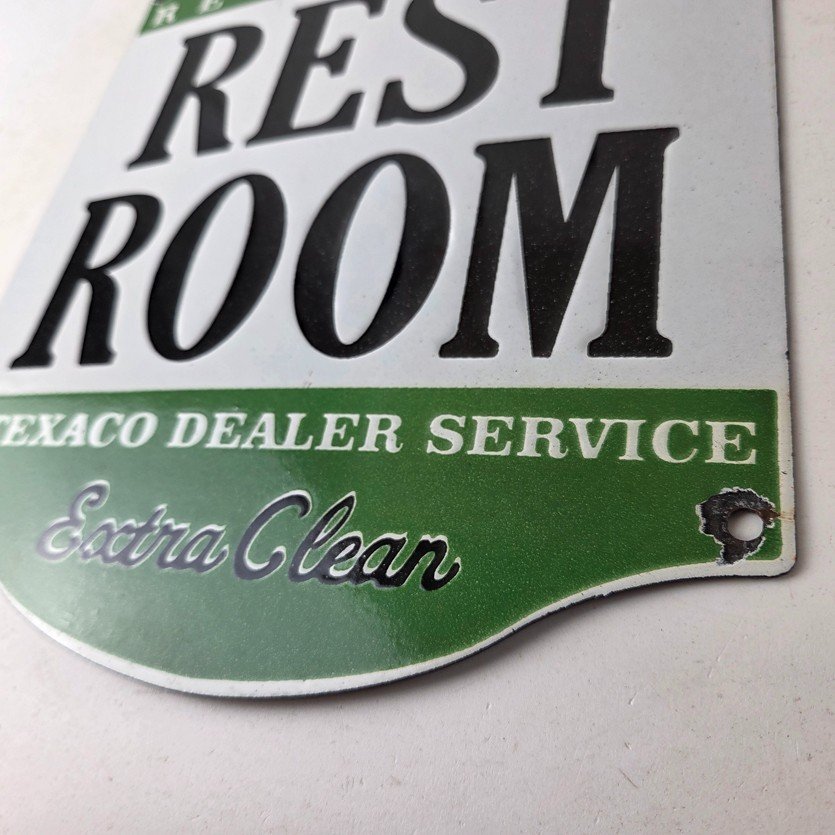 REST
ROOM
TEXACO DEALER SERVICE
Extra Clean